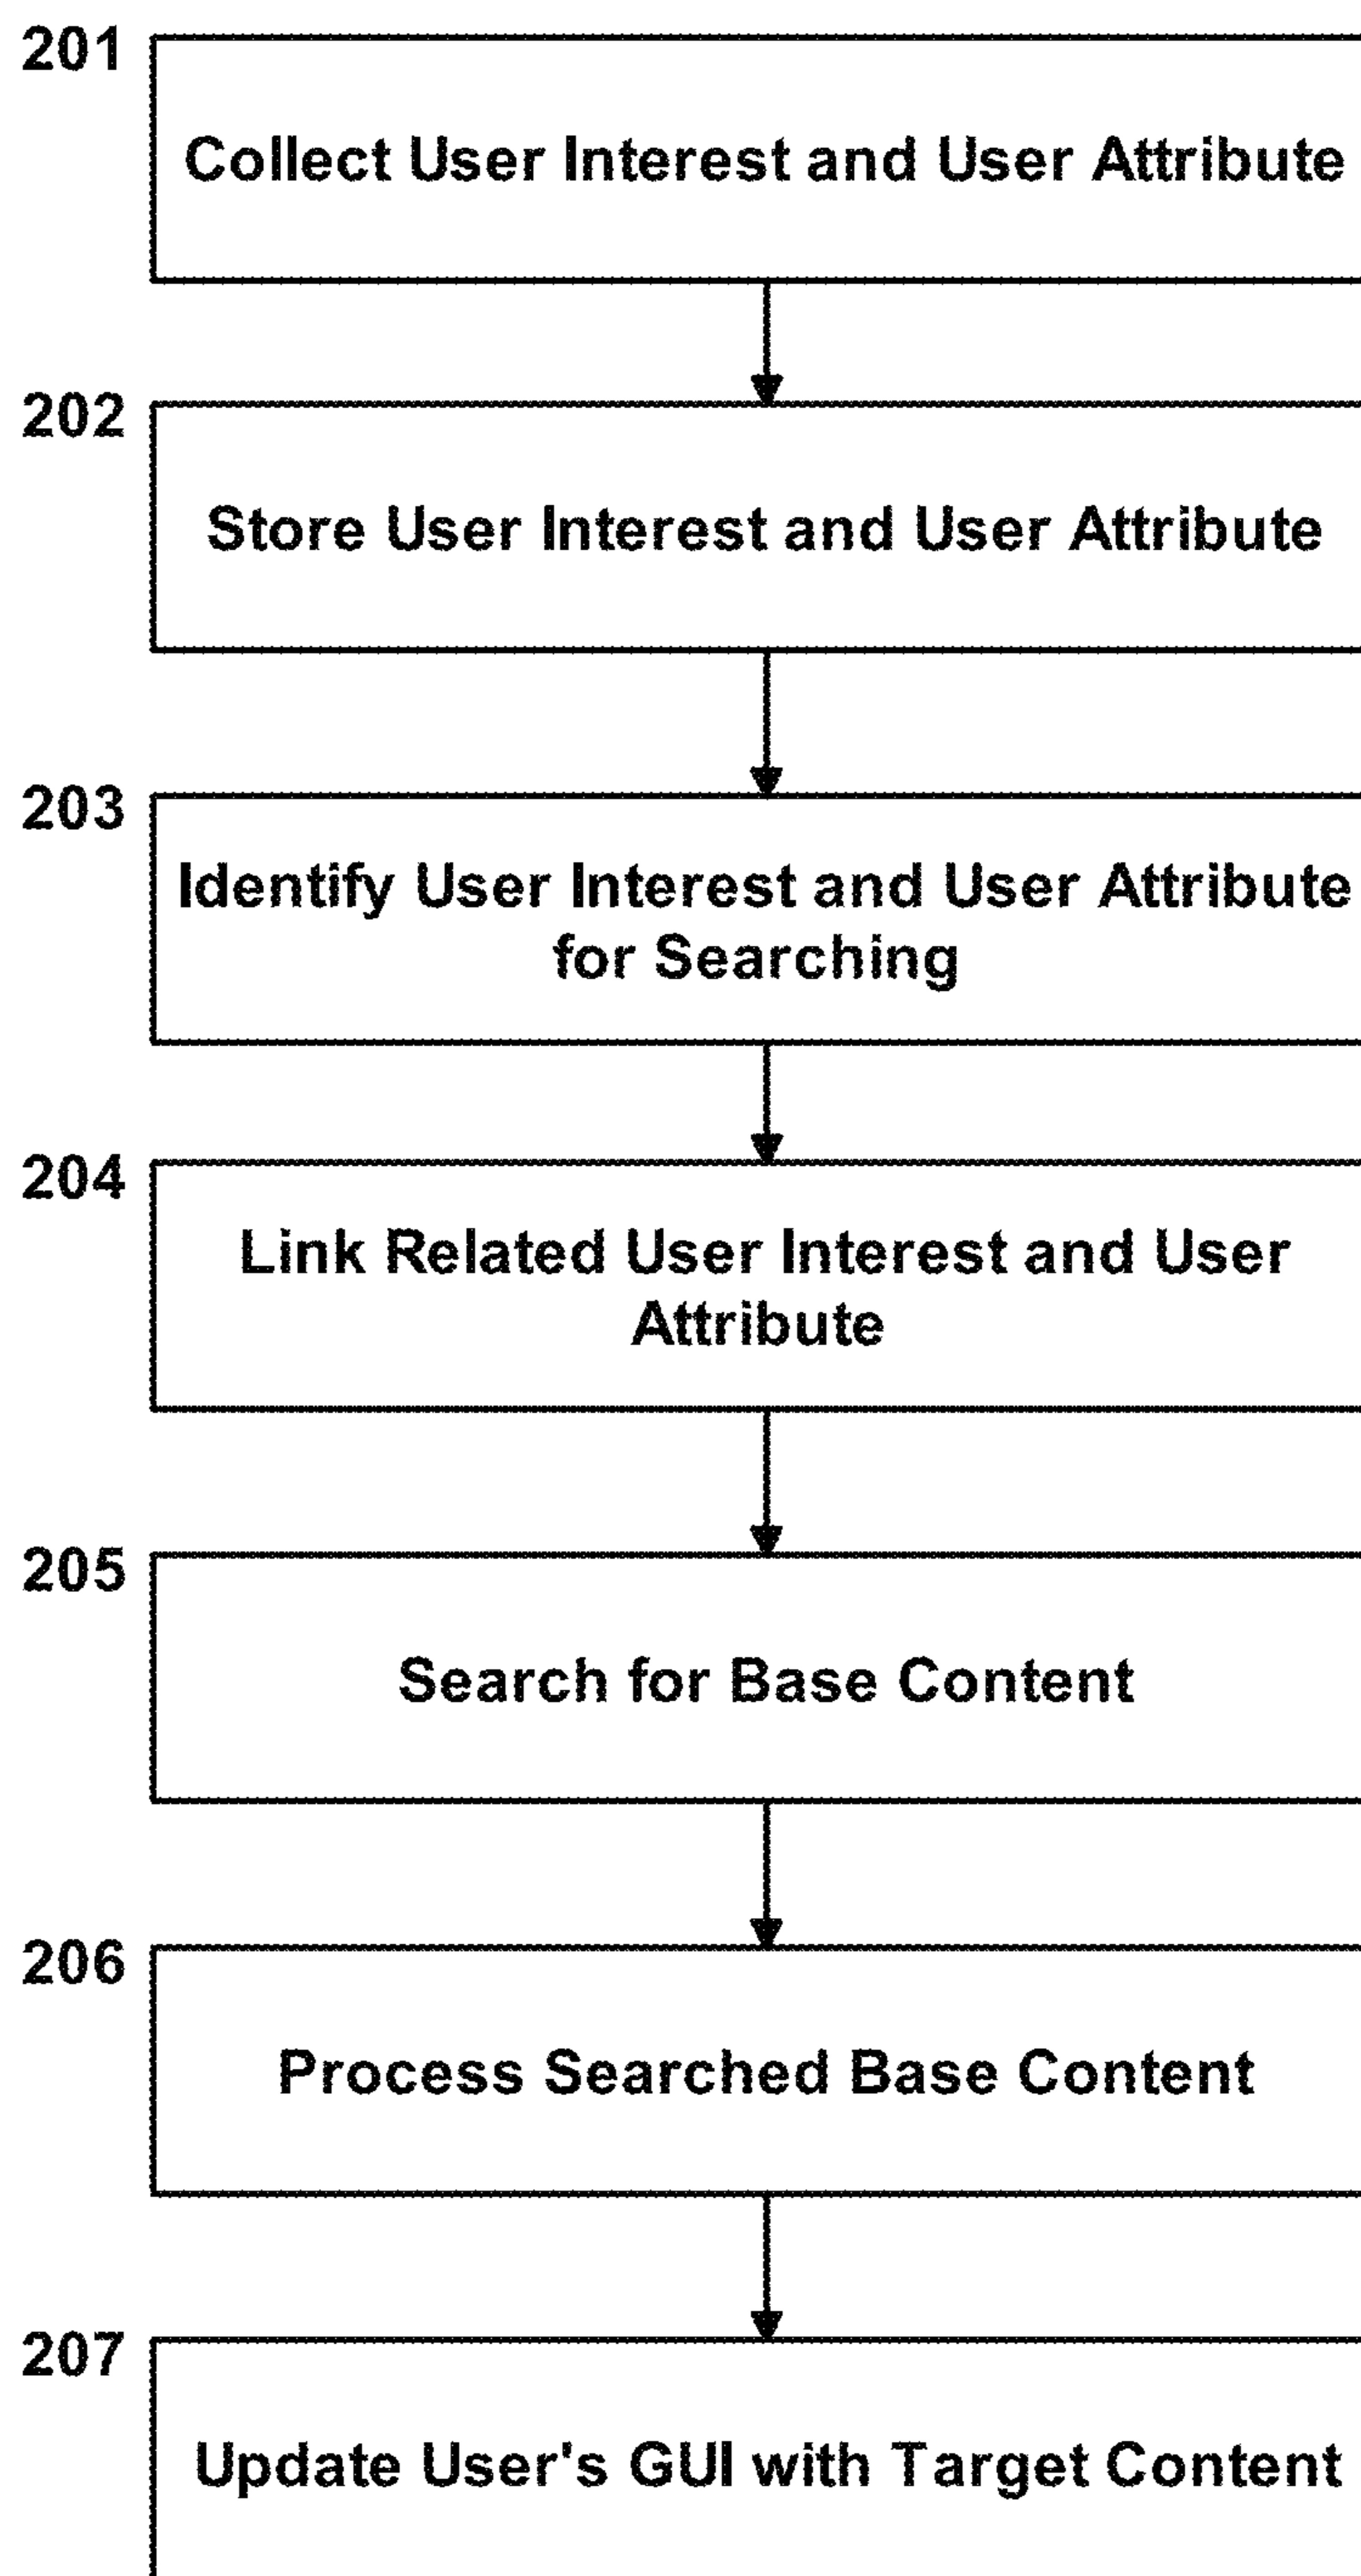 201
Collect User Interest and User Attribute
202
Store User Interest and User Attribute
203
Identify User Interest and User Attribute
for Searching
204
Link Related User Interest and User
Attribute
205
Search for Base Content
206
Process Searched Base Content
207
Update User's GUI with Target Content